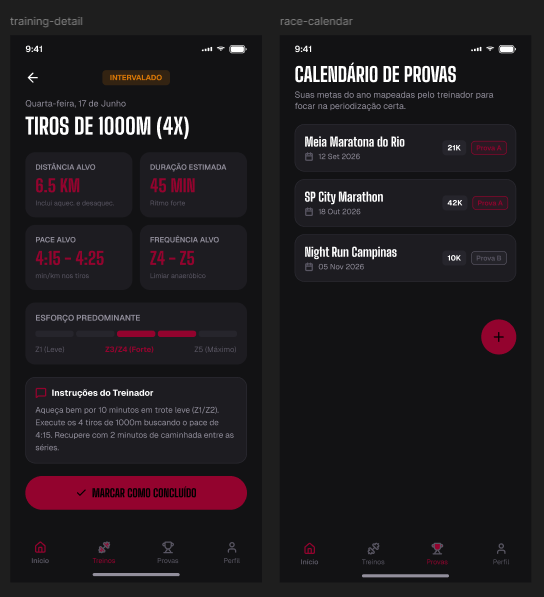 training-detail
9:41
INTERVALADO
Quarta-feira, 17 de Junho
TIROS DE 1000M (4X)
DISTÂNCIA ALVO
6.5 KM
Inclui aquec. e desaquec.
DURAÇÃO ESTIMADA
45 MIN
Ritmo forte
PACE ALVO
4:15 - 4:25
min/km nos tiros
FREQUÊNCIA ALVO
Z4 - Z5
Limiar anaeróbico
ESFORÇO PREDOMINANTE
Z1 (Leve)
Z3/Z4 (Forte)
Z5 (Máximo)
Instruções do Treinador
Aqueça bem por 10 minutos em trote leve (Z1/Z2).
Execute os 4 tiros de 1000m buscando o pace de
4:15. Recupere com 2 minutos de caminhada entre as
séries.
MARCAR COMO CONCLUÍDO
Início
Treinos
Provas
Perfil
race-calendar
9:41
CALENDÁRIO DE PROVAS
Suas metas do ano mapeadas pelo treinador para
focar na periodização certa.
Meia Maratona do Rio
12 Set 2026
21K
Prova A
SP City Marathon
18 Out 2026
42K
Prova A
Night Run Campinas
05 Nov 2026
10K
Prova B
Início
Treinos
Provas
Perfil